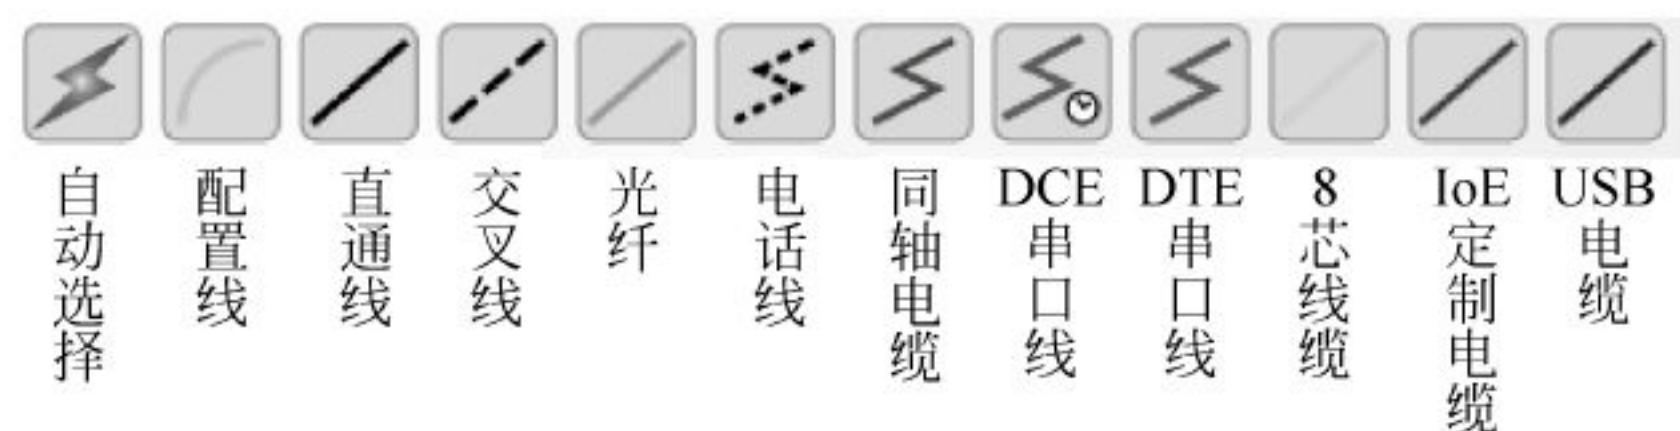 自动选择
配置线
直通线
交叉线
光纤
电话线
同轴电缆
DCE串口线
DTE串口线
8芯线缆
IoE定制电缆
USB电缆